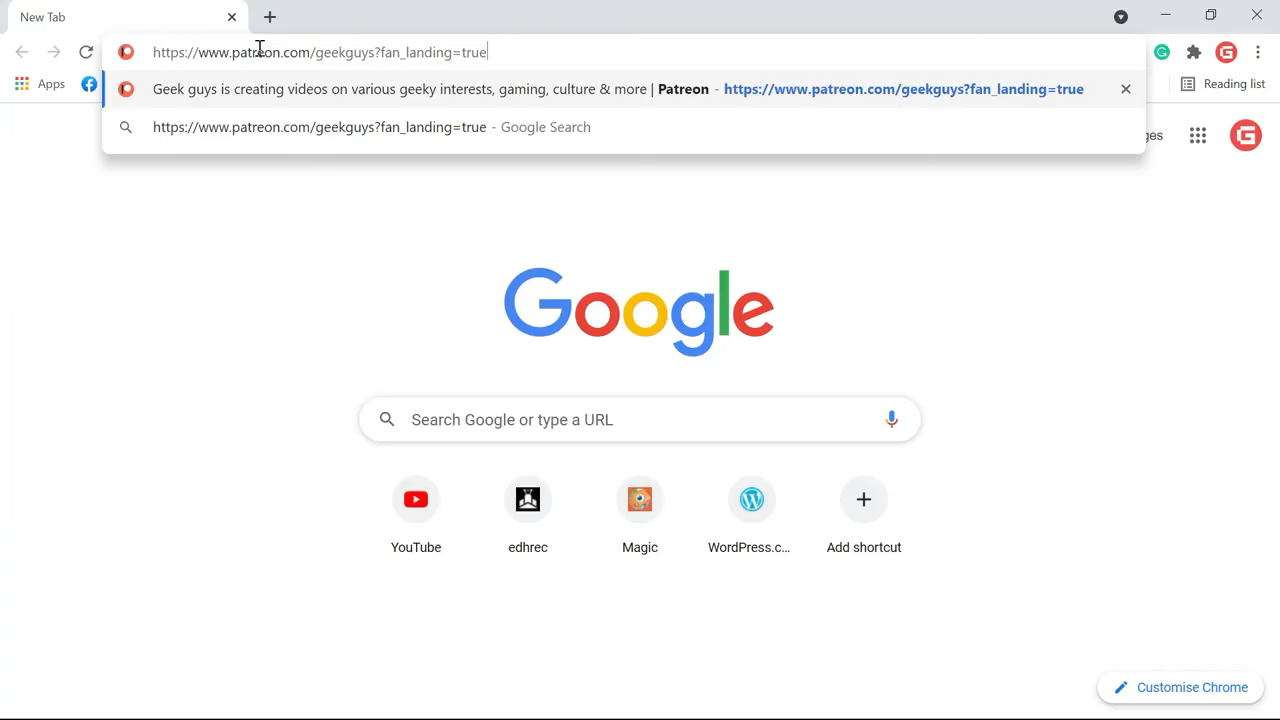 New Tab
https://www.patreon.com/geekguys?fan_landing=true
Apps
Reading list
Geek guys is creating videos on various geeky interests, gaming, culture & more | Patreon - https://www.patreon.com/geekguys?fan_landing=true
https://www.patreon.com/geekguys?fan_landing=true - Google Search
ges
Google
Search Google or type a URL
YouTube
edhrec
Magic
WordPress.c...
Add shortcut
Customise Chrome